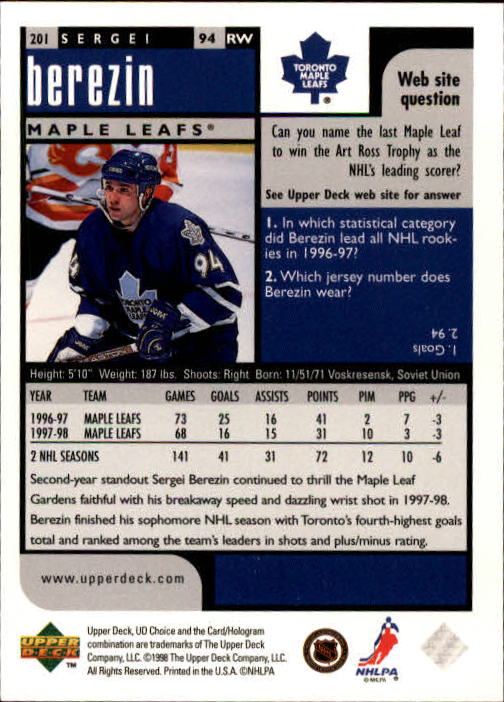 201 SERGEI 94 RW
berezin
MAPLE LEAFS®
TORONTO
MAPLE
LEAFS
®
Web site
question
Can you name the last Maple Leaf
to win the Art Ross Trophy as the
NHL's leading scorer?
See Upper Deck web site for answer
1. In which statistical category
did Berezin lead all NHL rook-
ies in 1996-97?
2. Which jersey number does
Berezin wear?
1. Goals
2. 94
94
94
TORONTO
MAPLE
Height: 5'10" Weight: 187 lbs. Shoots: Right Born: 11/51/71 Voskresensk, Soviet Union
YEAR TEAM GAMES GOALS ASSISTS POINTS PIM PPG +/-
1996-97 MAPLE LEAFS 73 25 16 41 2 7 -3
1997-98 MAPLE LEAFS 68 16 15 31 10 3 -3
2 NHL SEASONS 141 41 31 72 12 10 -6
Second-year standout Sergei Berezin continued to thrill the Maple Leaf
Gardens faithful with his breakaway speed and dazzling wrist shot in 1997-98.
Berezin finished his sophomore NHL season with Toronto's fourth-highest goals
total and ranked among the team's leaders in shots and plus/minus rating.
www.upperdeck.com
UPPER
DECK
TM
Upper Deck, UD Choice and the Card/Hologram
combination are trademarks of The Upper Deck
Company, LLC. ©1998 The Upper Deck Company, LLC.
All Rights Reserved. Printed in the U.S.A. ©NHLPA
NHLPA
© NHLPA